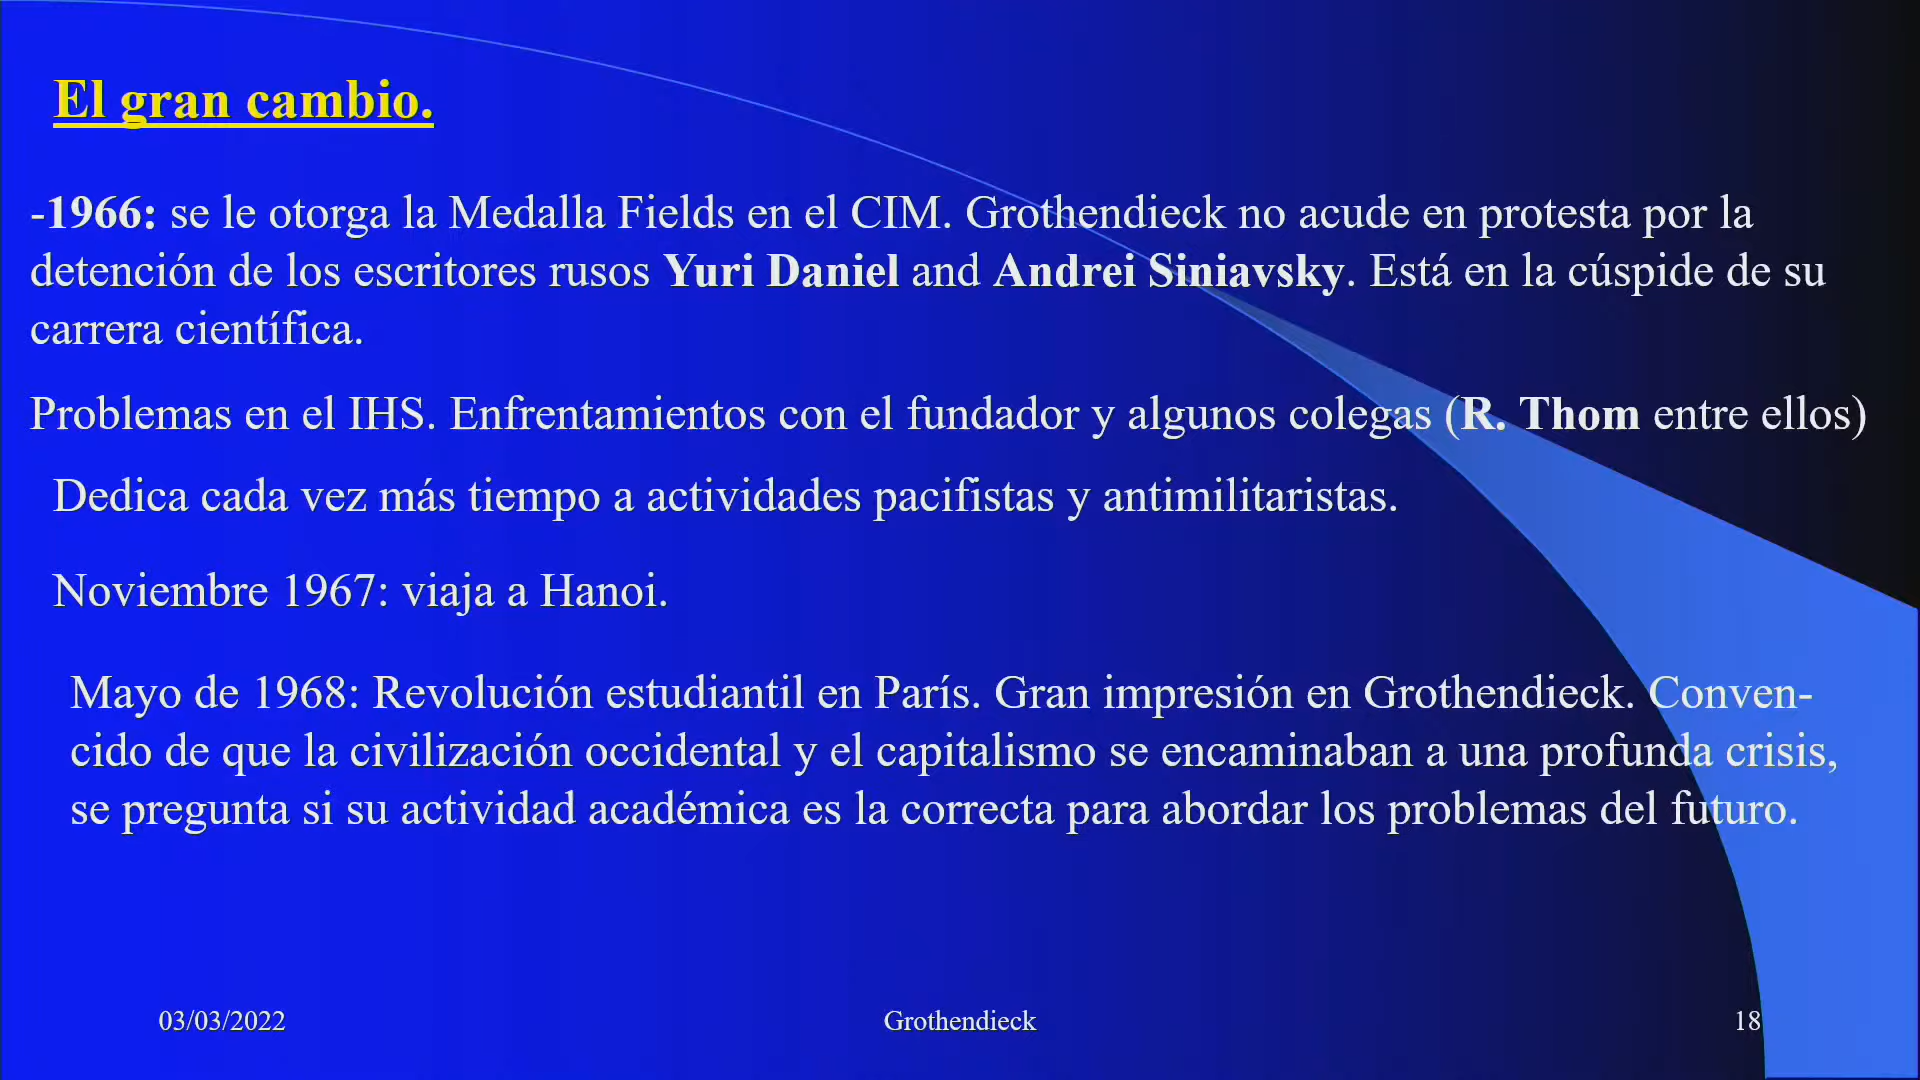 El gran cambio.
-1966: se le otorga la Medalla Fields en el CIM. Grothendieck no acude en protesta por la
detención de los escritores rusos Yuri Daniel and Andrei Siniavsky. Está en la cúspide de su
carrera científica.
Problemas en el IHS. Enfrentamientos con el fundador y algunos colegas (R. Thom entre ellos)
Dedica cada vez más tiempo a actividades pacifistas y antimilitaristas.
Noviembre 1967: viaja a Hanoi.
Mayo de 1968: Revolución estudiantil en París. Gran impresión en Grothendieck. Conven-
cido de que la civilización occidental y el capitalismo se encaminaban a una profunda crisis,
se pregunta si su actividad académica es la correcta para abordar los problemas del futuro.
03/03/2022 Grothendieck 18